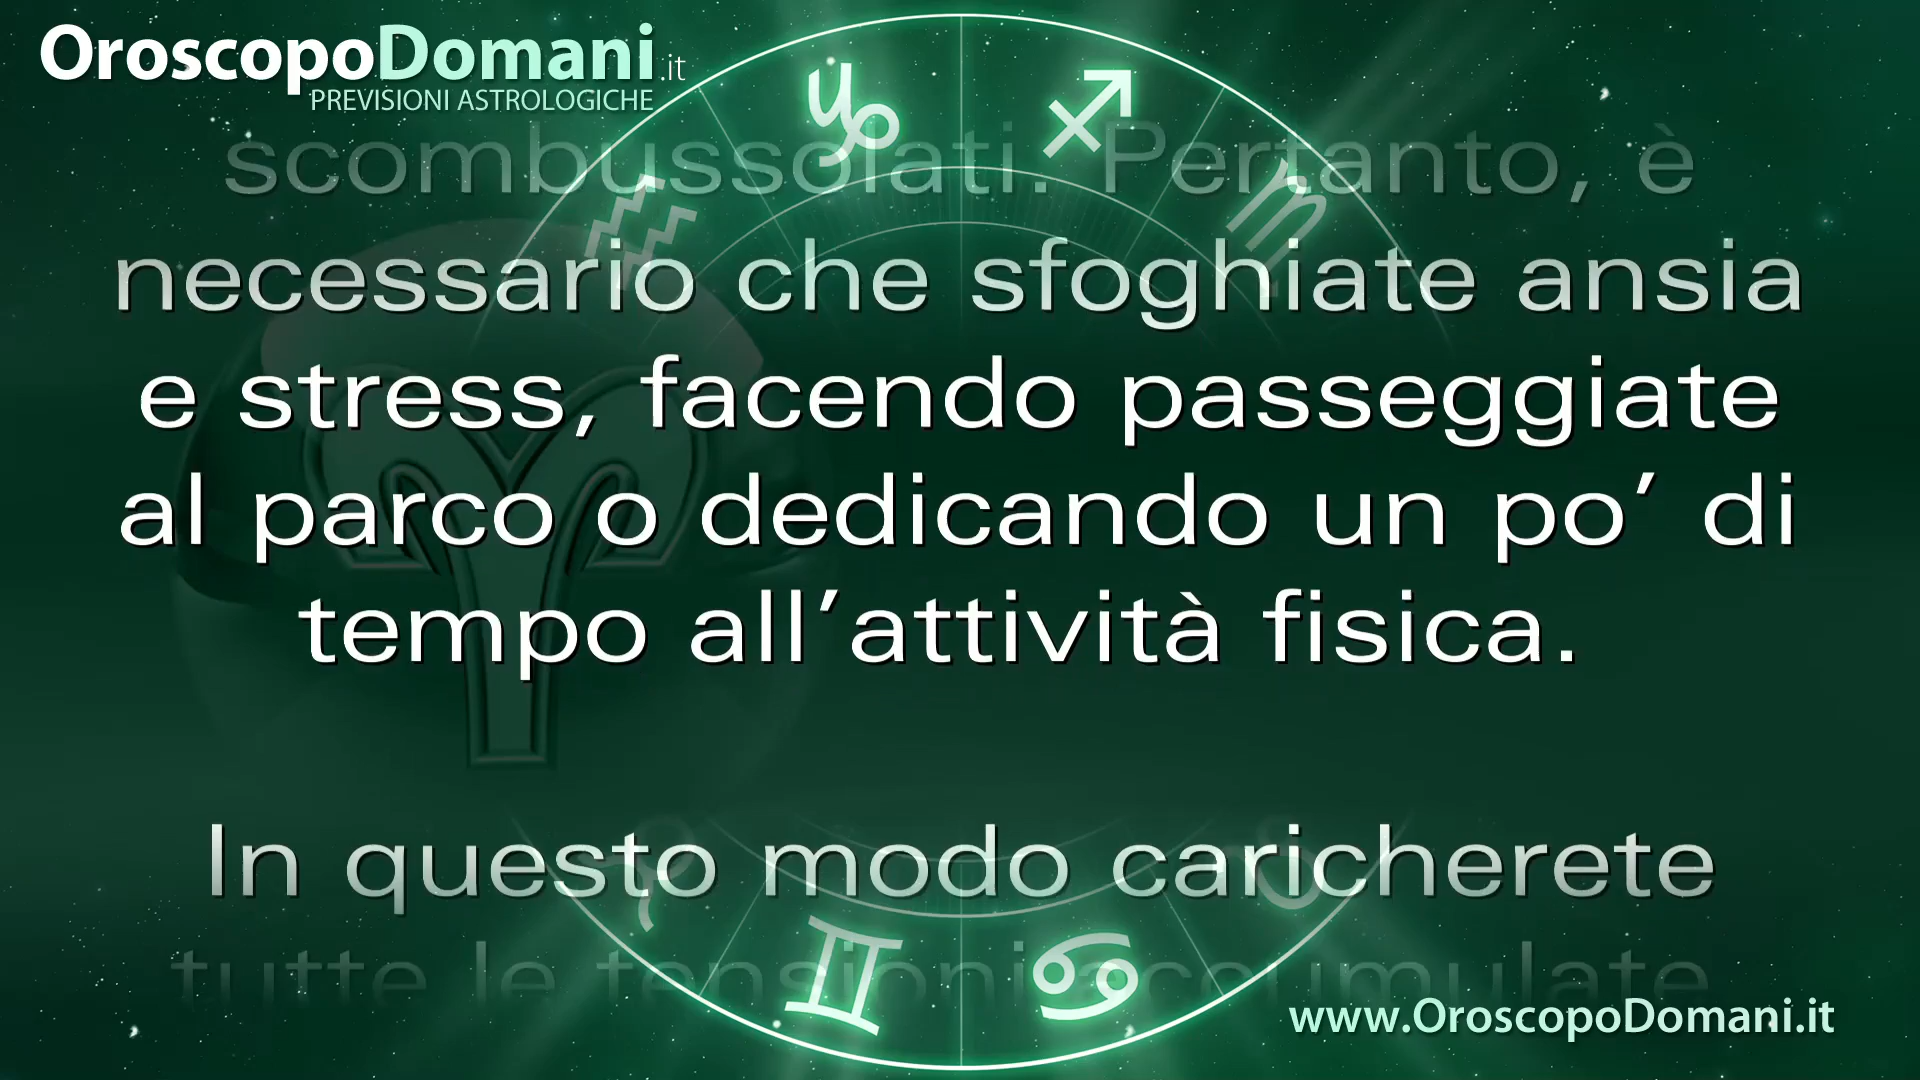 OroscopoDomani.it
PREVISIONI ASTROLOGICHE
scombussolati. Pertanto, è
necessario che sfoghiate ansia
e stress, facendo passeggiate
al parco o dedicando un po’ di
tempo all’attività fisica.
In questo modo caricherete
tutte le tensioni accumulate
www.OroscopoDomani.it